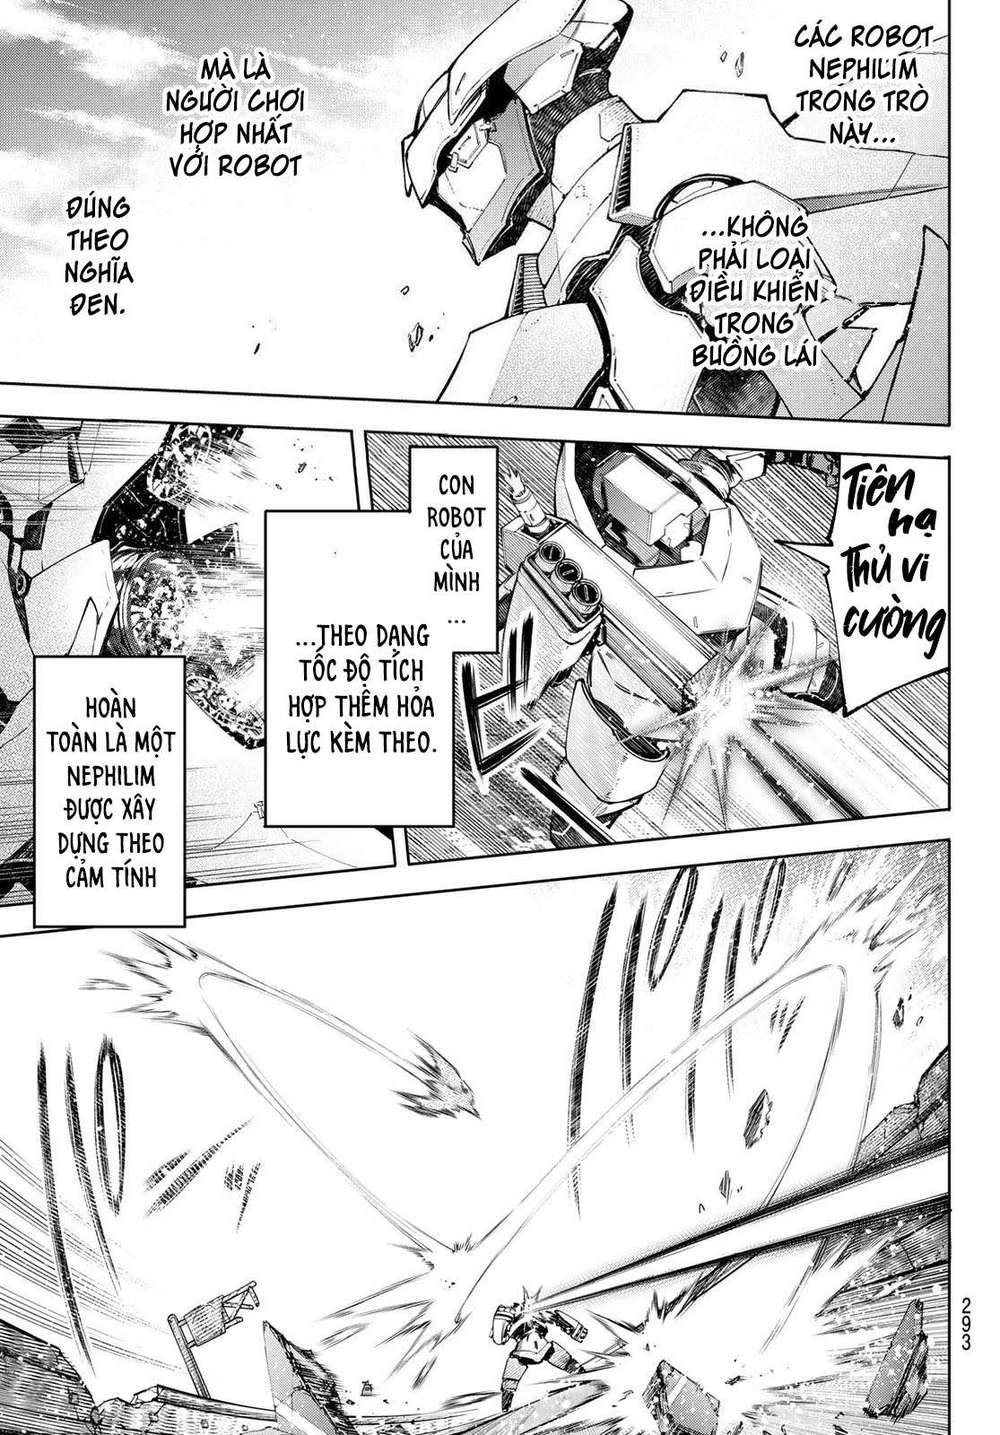 CÁC ROBOT
NEPHILIM
TRONG TRÒ
NÀY...
...KHÔNG
PHẢI LOẠI
ĐIỀU KHIỂN
TRONG
BUỒNG LÁI
MÀ LÀ
NGƯỜI CHƠI
HỢP NHẤT
VỚI ROBOT
ĐÚNG
THEO
NGHĨA
ĐEN.
Tiên
hạ
Thủ vi
cường
CON
ROBOT
CỦA
MÌNH
...
...THEO DẠNG
TỐC ĐỘ TÍCH
HỢP THÊM HỎA
LỰC KÈM THEO.
HOÀN
TOÀN LÀ MỘT
NEPHILIM
ĐƯỢC XÂY
DỰNG THEO
CẢM TÍNH
293